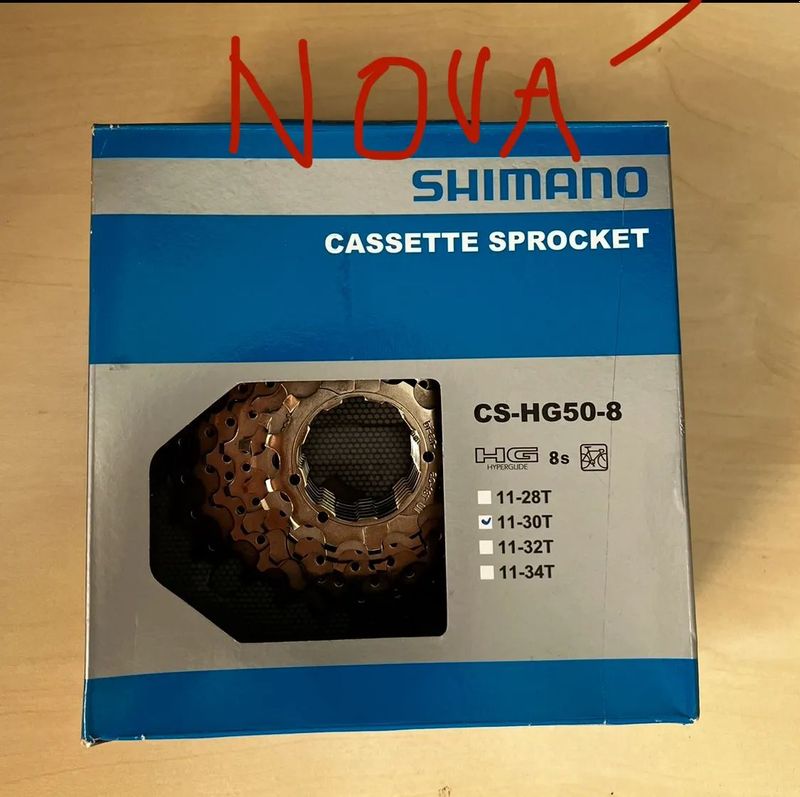 NOVA
SHIMANO
CASSETTE SPROCKET
CS-HG50-8
HG
HYPERGLIDE
8s
11-28T
11-30T
11-32T
11-34T